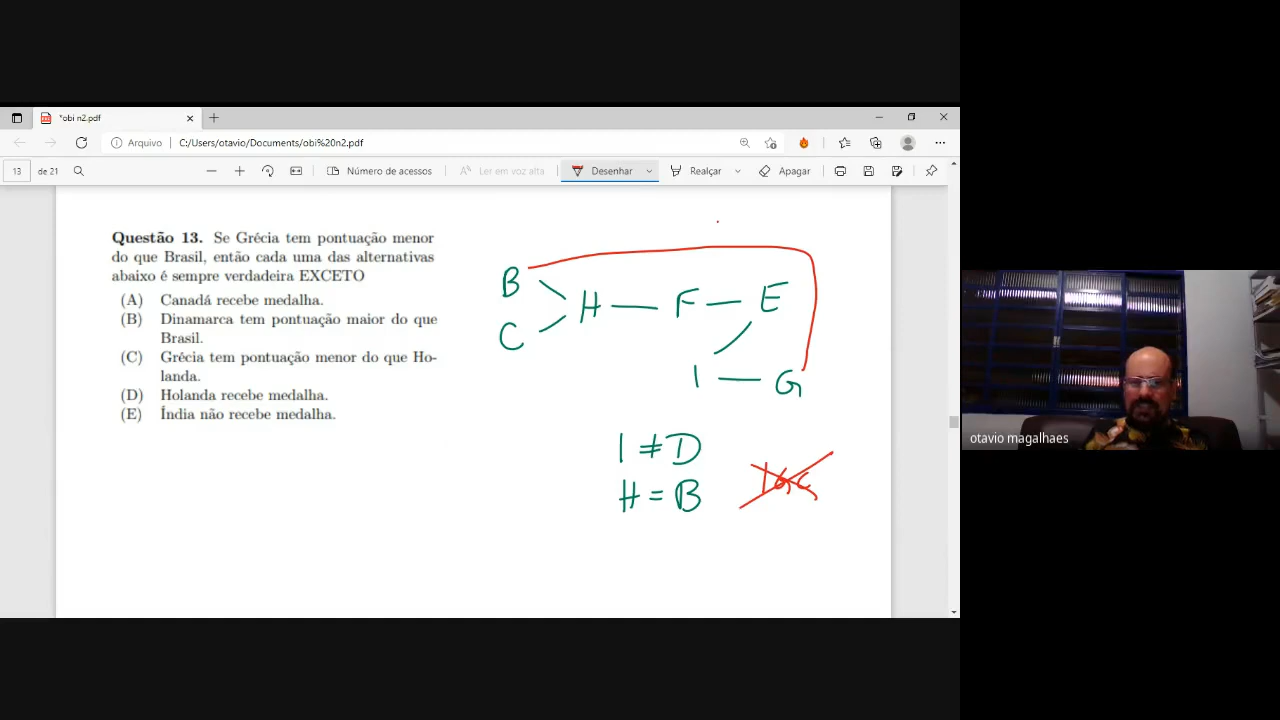 *obi n2.pdf
Arquivo C:/Users/otavio/Documents/obi%20n2.pdf
13 de 21 Número de acessos Ler em voz alta Desenhar Realçar Apagar
Questão 13. Se Grécia tem pontuação menor
do que Brasil, então cada uma das alternativas
abaixo é sempre verdadeira EXCETO
(A) Canadá recebe medalha.
(B) Dinamarca tem pontuação maior do que
Brasil.
(C) Grécia tem pontuação menor do que Ho-
landa.
(D) Holanda recebe medalha.
(E) Índia não recebe medalha.
B
H — F — E
C
I — G
I ≠ D
H = B
otavio magalhaes